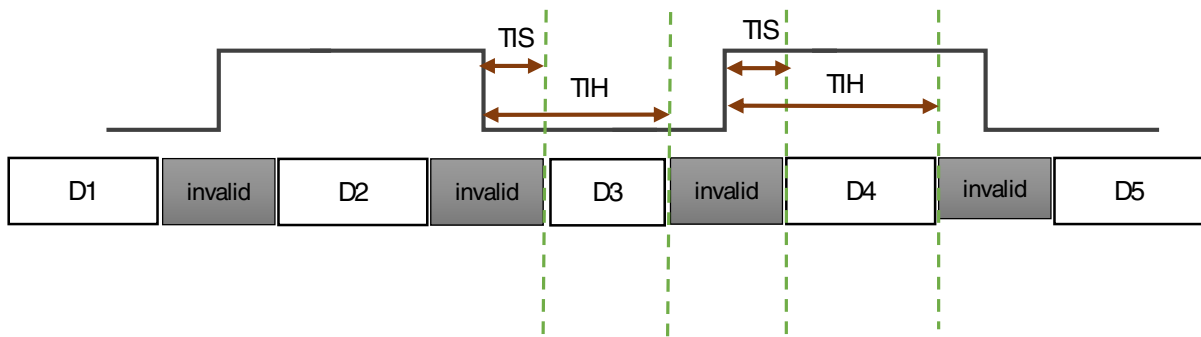 TIS
TIS
TIH
TIH
D1 invalid D2 invalid D3 invalid D4 invalid D5